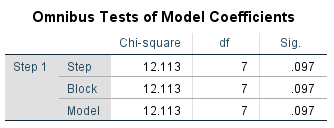 Omnibus Tests of Model Coefficients
Chi-square df Sig.
Step 1 Step 12.113 7 .097
Block 12.113 7 .097
Model 12.113 7 .097